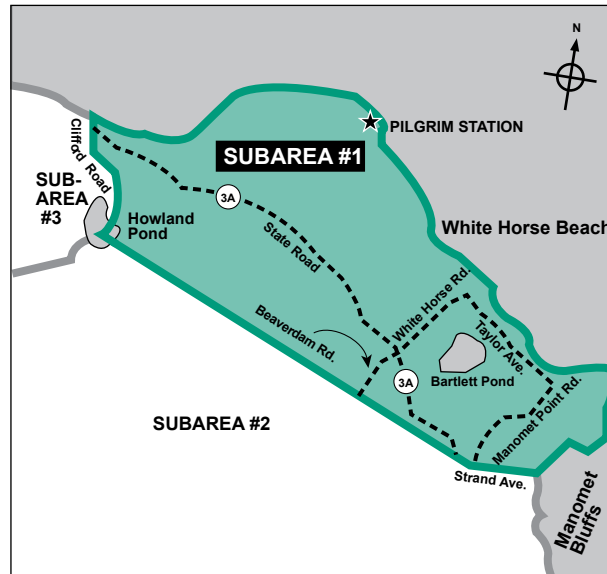 N
PILGRIM STATION
SUBAREA #1
Clifford Road
SUB-
AREA
#3
3A
Howland
Pond
State Road
White Horse Beach
White Horse Rd.
Beaverdam Rd.
Taylor Ave.
3A
Bartlett Pond
Manomet Point Rd.
SUBAREA #2
Strand Ave.
Manomet
Bluffs